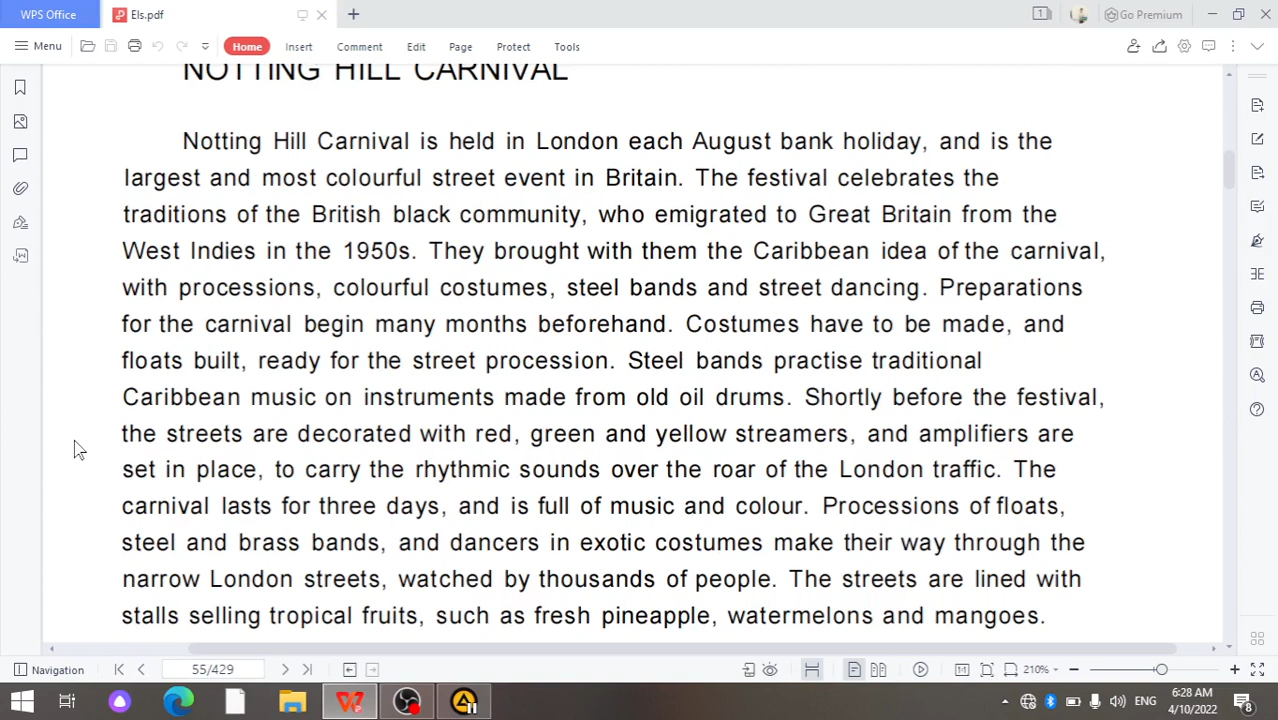 WPS Office
Els.pdf
Go Premium
Menu
Home
Insert
Comment
Edit
Page
Protect
Tools
NOTTING HILL CARNIVAL
Notting Hill Carnival is held in London each August bank holiday, and is the
largest and most colourful street event in Britain. The festival celebrates the
traditions of the British black community, who emigrated to Great Britain from the
West Indies in the 1950s. They brought with them the Caribbean idea of the carnival,
with processions, colourful costumes, steel bands and street dancing. Preparations
for the carnival begin many months beforehand. Costumes have to be made, and
floats built, ready for the street procession. Steel bands practise traditional
Caribbean music on instruments made from old oil drums. Shortly before the festival,
the streets are decorated with red, green and yellow streamers, and amplifiers are
set in place, to carry the rhythmic sounds over the roar of the London traffic. The
carnival lasts for three days, and is full of music and colour. Processions of floats,
steel and brass bands, and dancers in exotic costumes make their way through the
narrow London streets, watched by thousands of people. The streets are lined with
stalls selling tropical fruits, such as fresh pineapple, watermelons and mangoes.
Navigation
55/429
210%
ENG
6:28 AM
4/10/2022
8